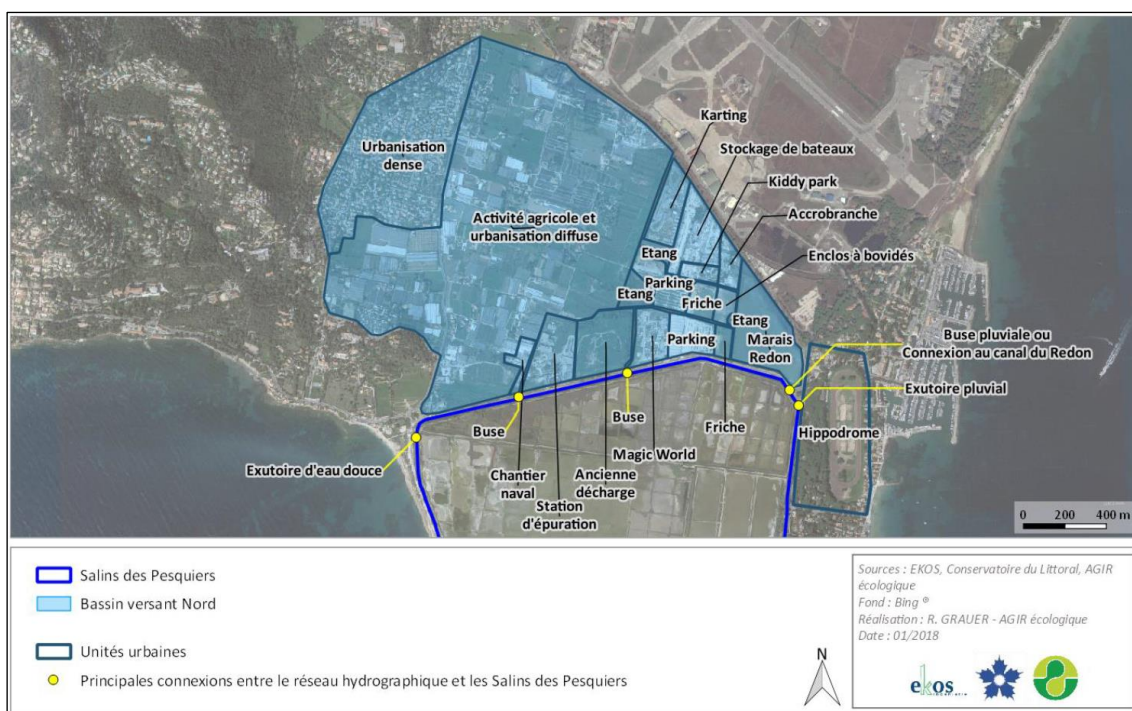 Karting
Stockage de bateaux
Urbanisation
dense
Kiddy park
Accrobranche
Activité agricole et
urbanisation diffuse
Etang
Enclos à bovidés
Parking
Etang
Friche
Etang
Marais
Redon
Parking
Buse pluviale ou
Connexion au canal du Redon
Exutoire pluvial
Buse
Buse
Friche
Hippodrome
Exutoire d'eau douce
Magic World
Chantier
naval
Ancienne
décharge
Station
d'épuration
0 200 400 m
Salins des Pesquiers
Bassin versant Nord
Unités urbaines
Principales connexions entre le réseau hydrographique et les Salins des Pesquiers
N
Sources : EKOS, Conservatoire du Littoral, AGIR
écologique
Fond : Bing ®
Réalisation : R. GRAUER - AGIR écologique
Date : 01/2018
ekos